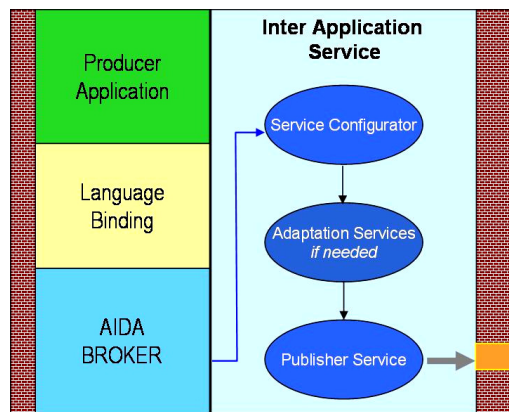 Producer
Application
Language
Binding
AIDA
BROKER
Inter Application
Service
Service Configurator
Adaptation Services
if needed
Publisher Service